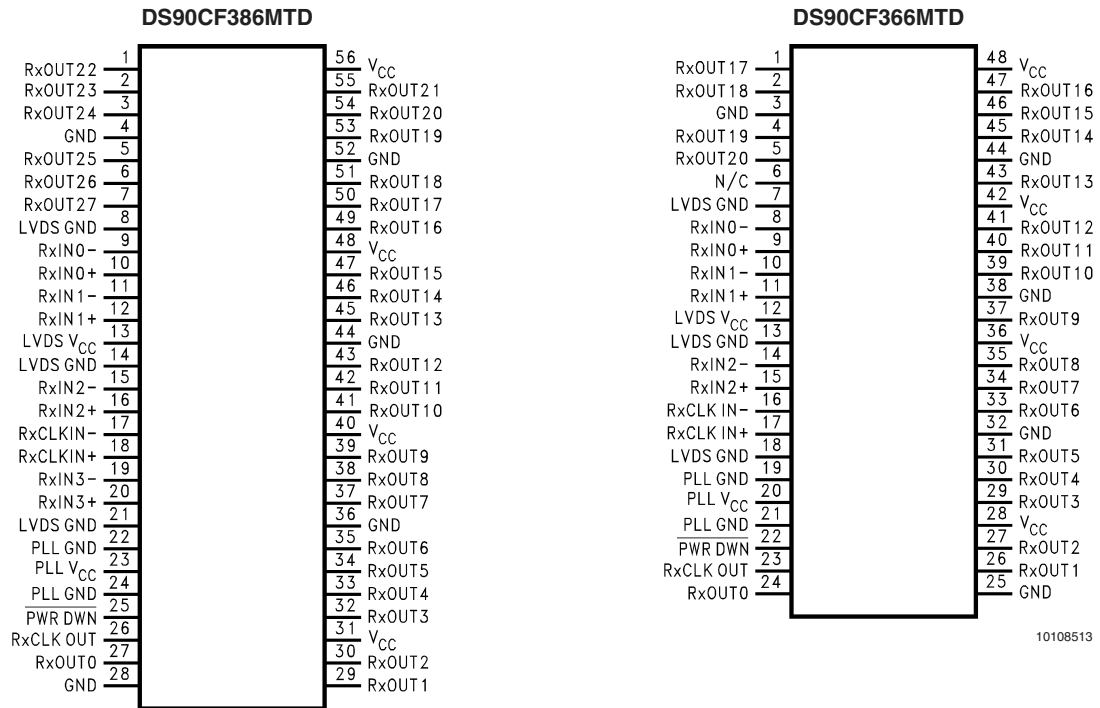 DS90CF386MTD
RxOUT22 1
RxOUT23 2
RxOUT24 3
GND 4
RxOUT25 5
RxOUT26 6
RxOUT27 7
LVDS GND 8
RxIN0- 9
RxIN0+ 10
RxIN1- 11
RxIN1+ 12
LVDS VCC 13
LVDS GND 14
RxIN2- 15
RxIN2+ 16
RxCLKIN- 17
RxCLKIN+ 18
RxIN3- 19
RxIN3+ 20
LVDS GND 21
PLL GND 22
PLL VCC 23
PLL GND 24
PWR DWN 25
RxCLK OUT 26
RxOUT0 27
GND 28
56 VCC
55 RxOUT21
54 RxOUT20
53 RxOUT19
52 GND
51 RxOUT18
50 RxOUT17
49 RxOUT16
48 VCC
47 RxOUT15
46 RxOUT14
45 RxOUT13
44 GND
43 RxOUT12
42 RxOUT11
41 RxOUT10
40 VCC
39 RxOUT9
38 RxOUT8
37 RxOUT7
36 GND
35 RxOUT6
34 RxOUT5
33 RxOUT4
32 RxOUT3
31 VCC
30 RxOUT2
29 RxOUT1
DS90CF366MTD
RxOUT17 1
RxOUT18 2
GND 3
RxOUT19 4
RxOUT20 5
N/C 6
LVDS GND 7
RxIN0- 8
RxIN0+ 9
RxIN1- 10
RxIN1+ 11
LVDS VCC 12
LVDS GND 13
RxIN2- 14
RxIN2+ 15
RxCLK IN- 16
RxCLK IN+ 17
LVDS GND 18
PLL GND 19
PLL VCC 20
PLL GND 21
PWR DWN 22
RxCLK OUT 23
RxOUT0 24
48 VCC
47 RxOUT16
46 RxOUT15
45 RxOUT14
44 GND
43 RxOUT13
42 VCC
41 RxOUT12
40 RxOUT11
39 RxOUT10
38 GND
37 RxOUT9
36 VCC
35 RxOUT8
34 RxOUT7
33 RxOUT6
32 GND
31 RxOUT5
30 RxOUT4
29 RxOUT3
28 VCC
27 RxOUT2
26 RxOUT1
25 GND
10108513